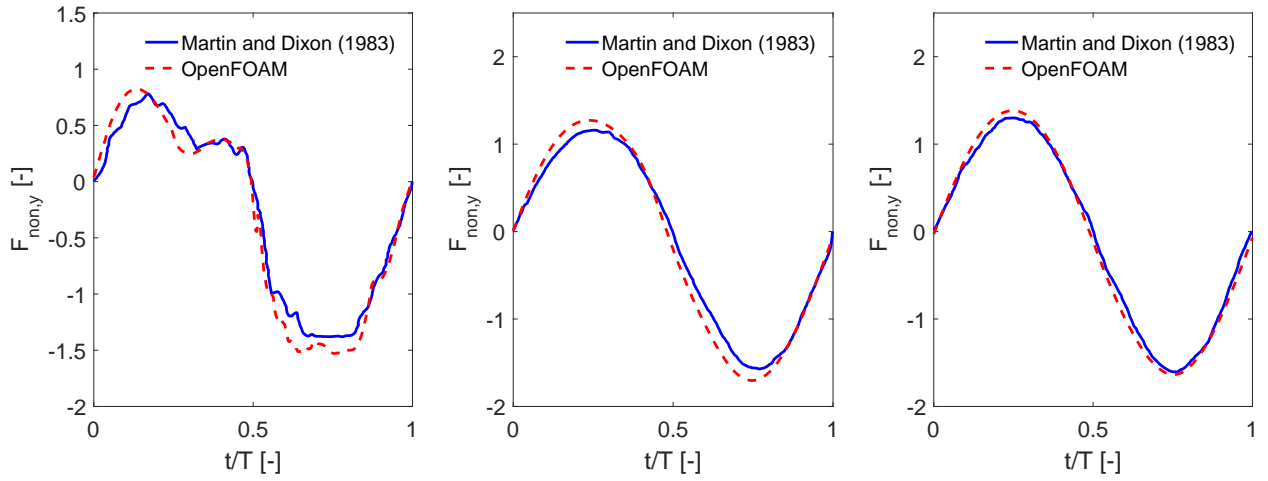 1.5
1
0.5
0
-0.5
-1
-1.5
-2
F_non,y [-]
Martin and Dixon (1983)
OpenFOAM
0 0.5 1
t/T [-]
2
1
0
-1
-2
F_non,y [-]
Martin and Dixon (1983)
OpenFOAM
0 0.5 1
t/T [-]
2
1
0
-1
-2
F_non,y [-]
Martin and Dixon (1983)
OpenFOAM
0 0.5 1
t/T [-]